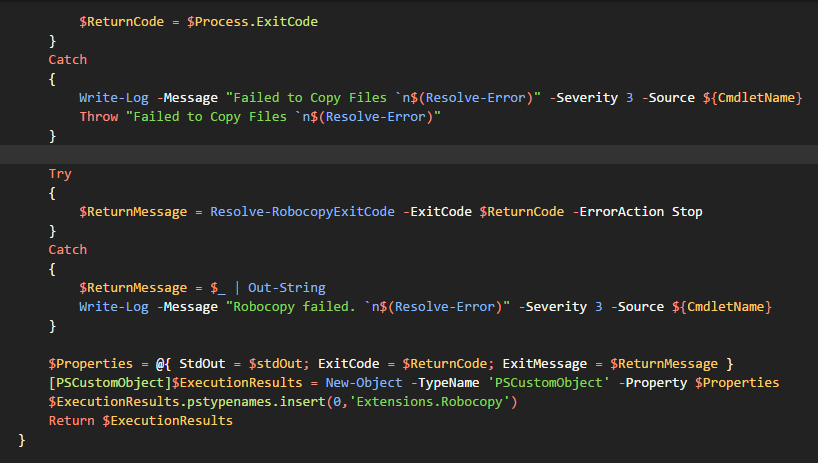 $ReturnCode = $Process.ExitCode
}
Catch
{
Write-Log -Message "Failed to Copy Files `n$(Resolve-Error)" -Severity 3 -Source ${CmdletName}
Throw "Failed to Copy Files `n$(Resolve-Error)"
}
Try
{
$ReturnMessage = Resolve-RobocopyExitCode -ExitCode $ReturnCode -ErrorAction Stop
}
Catch
{
$ReturnMessage = $_ | Out-String
Write-Log -Message "Robocopy failed. `n$(Resolve-Error)" -Severity 3 -Source ${CmdletName}
}
$Properties = @{ StdOut = $stdOut; ExitCode = $ReturnCode; ExitMessage = $ReturnMessage }
[PSCustomObject]$ExecutionResults = New-Object -TypeName 'PSCustomObject' -Property $Properties
$ExecutionResults.pstypenames.insert(0,'Extensions.Robocopy')
Return $ExecutionResults
}